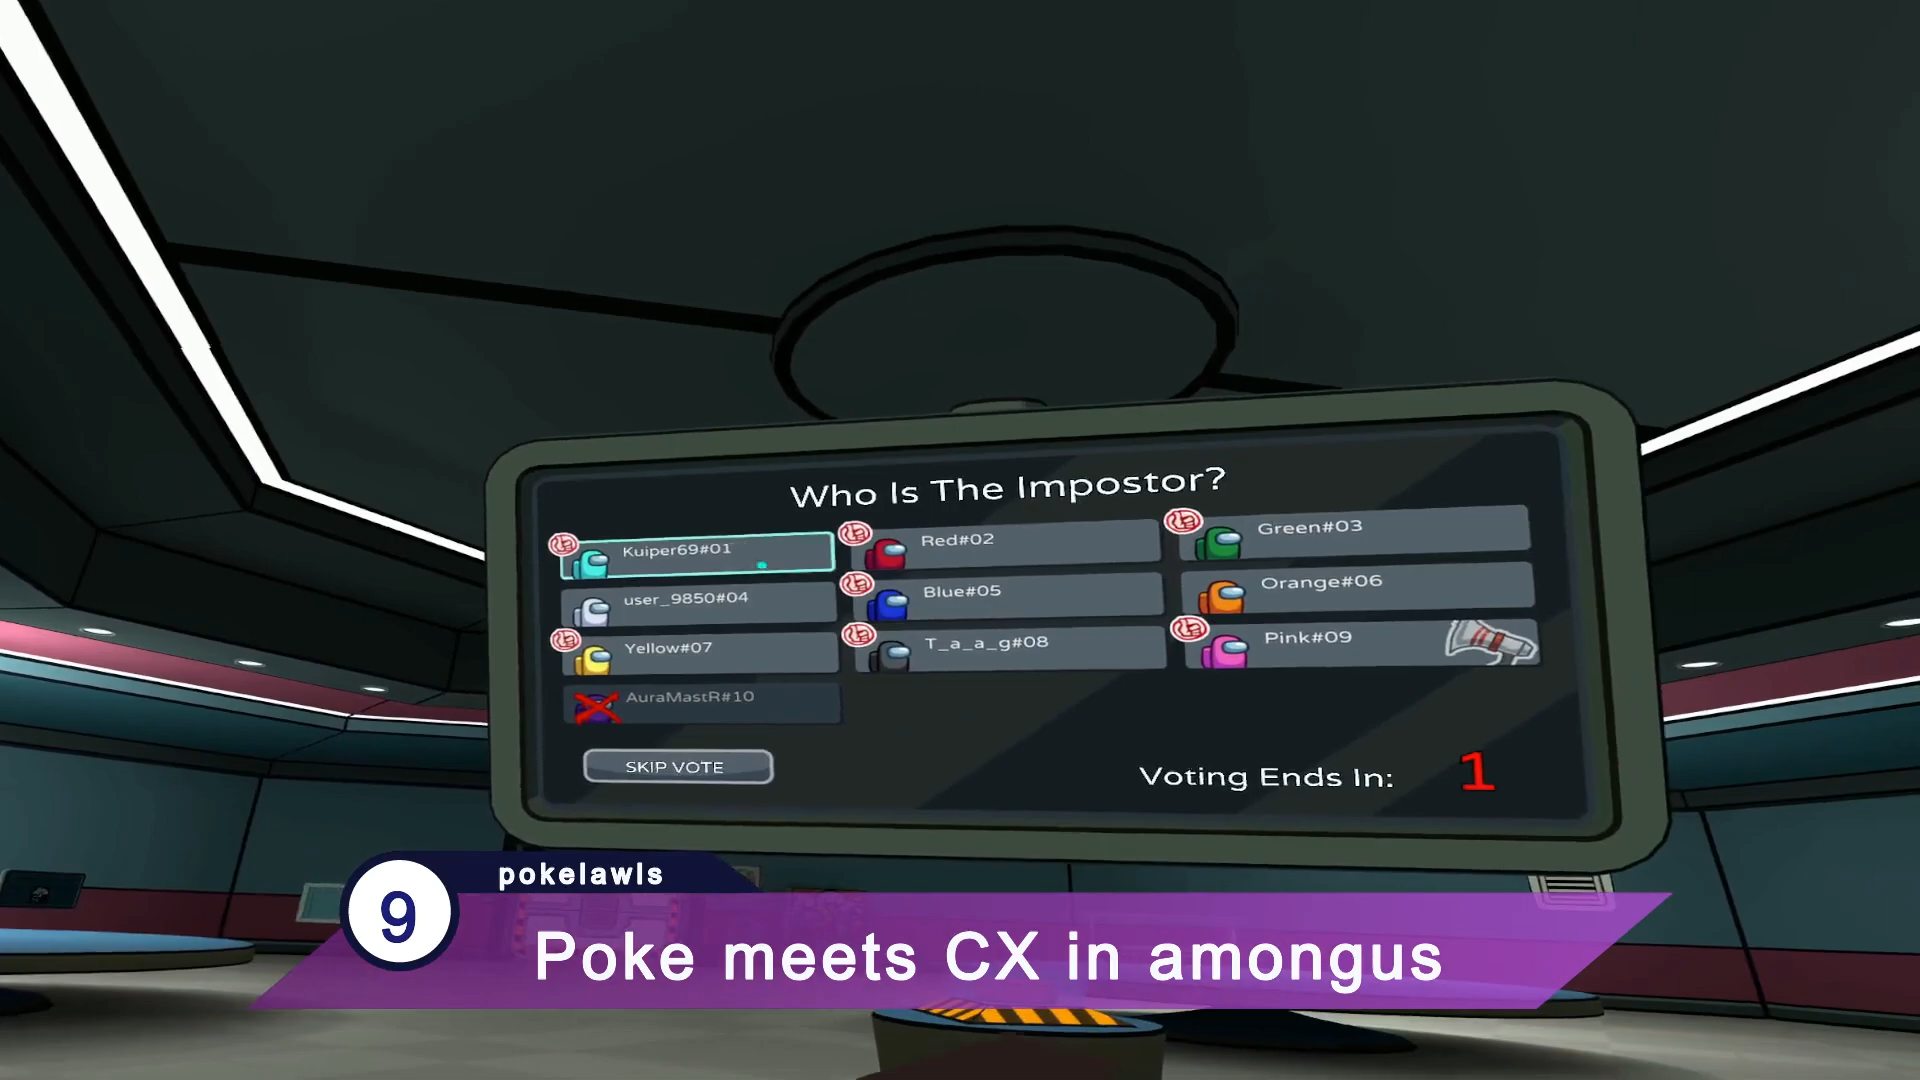 Who Is The Impostor?
Kuiper69#01
Red#02
Green#03
user_9850#04
Blue#05
Orange#06
Yellow#07
T_a_a_g#08
Pink#09
AuraMastR#10
SKIP VOTE
Voting Ends In: 1
pokelawls
9
Poke meets CX in amongus